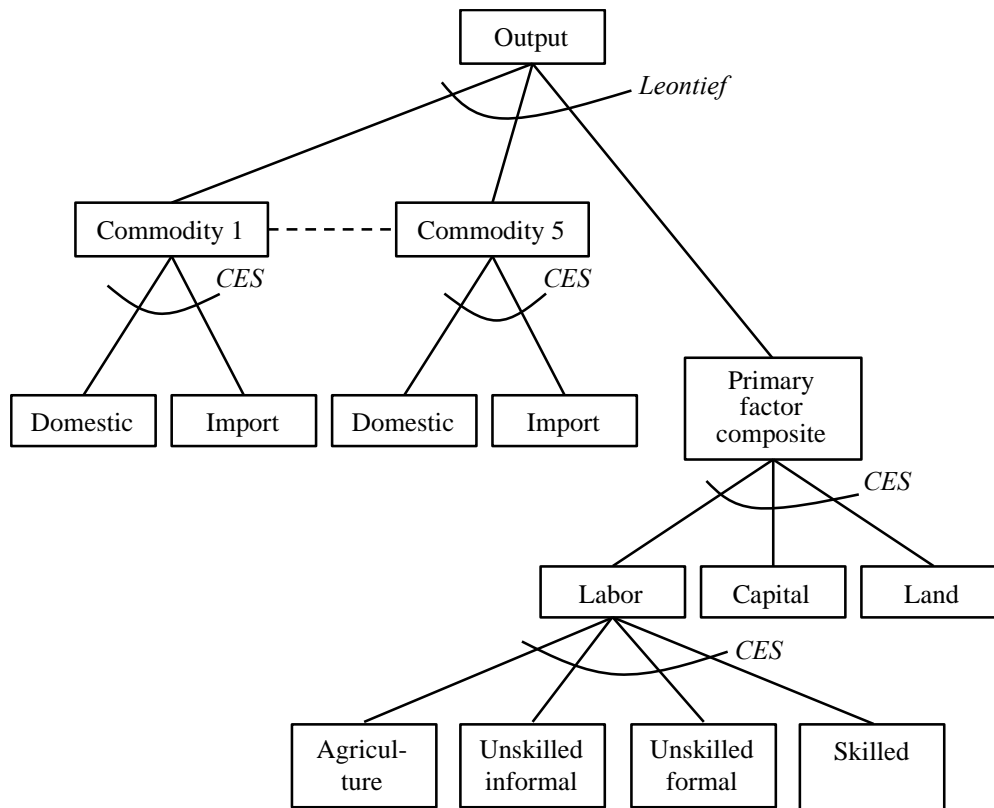 Output
Leontief
Commodity 1
Commodity 5
CES
CES
Domestic
Import
Domestic
Import
Primary
factor
composite
CES
Labor
Capital
Land
CES
Agricul-
ture
Unskilled
informal
Unskilled
formal
Skilled